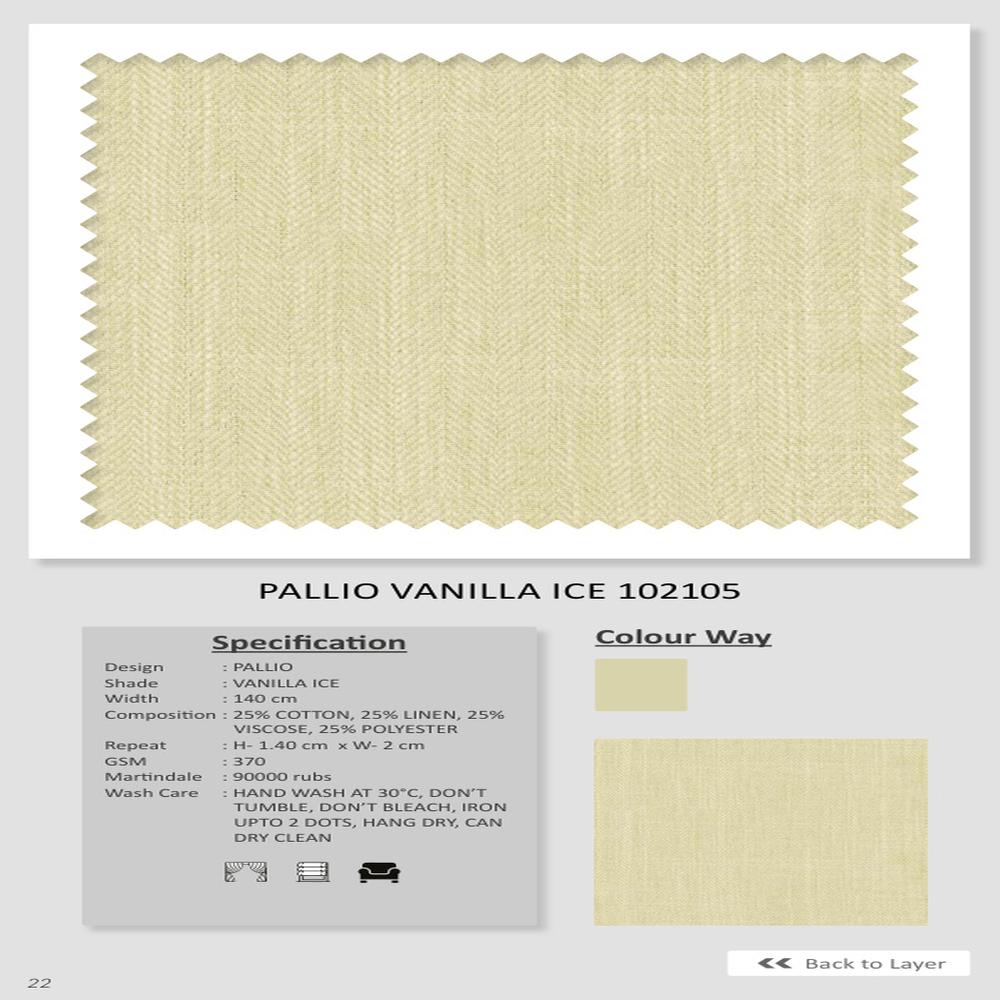 PALLIO VANILLA ICE 102105
Specification
Design : PALLIO
Shade : VANILLA ICE
Width : 140 cm
Composition : 25% COTTON, 25% LINEN, 25%
VISCOSE, 25% POLYESTER
Repeat : H- 1.40 cm x W- 2 cm
GSM : 370
Martindale : 90000 rubs
Wash Care : HAND WASH AT 30°C, DON'T
TUMBLE, DON'T BLEACH, IRON
UPTO 2 DOTS, HANG DRY, CAN
DRY CLEAN
Colour Way
Back to Layer
22